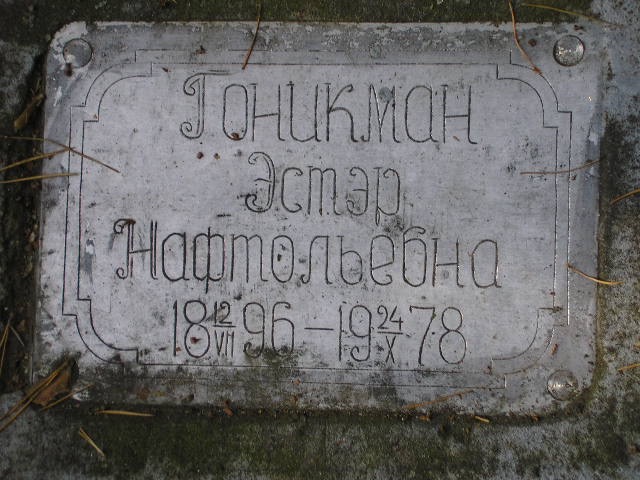 Гоникман
Эстэр
Нафтольевна
18 12/VII 96 – 19 24/X 78